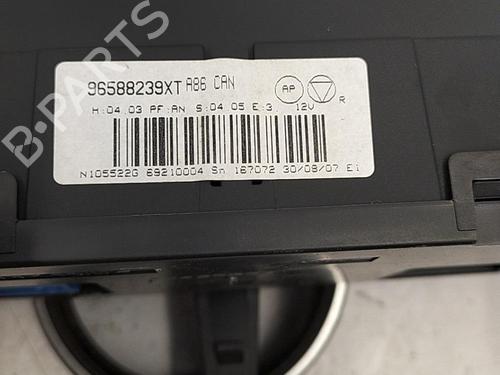 B-PARTS
96588239XT A86 CAN
AP
R
H:04 03 PF:AN S:04 05 E:3. 12V
N105522G 69210004 Sn 167072 30/09/07 Ei